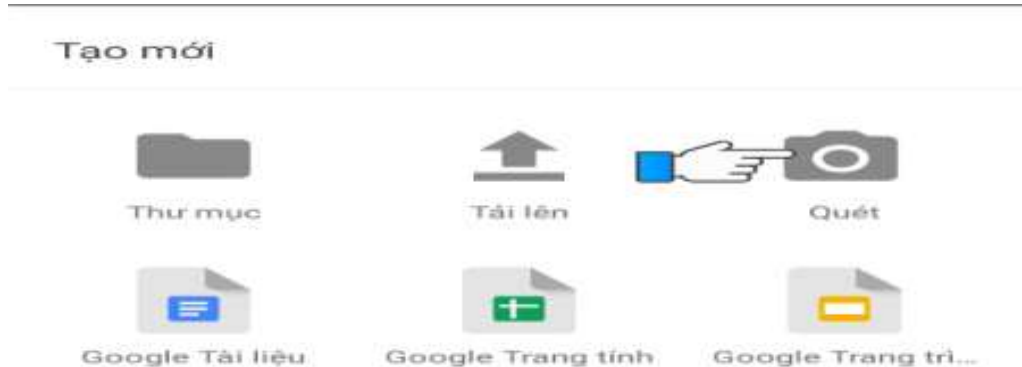 Tạo mới
Thư mục
Tải lên
Quét
Google Tài liệu
Google Trang tính
Google Trang trì...